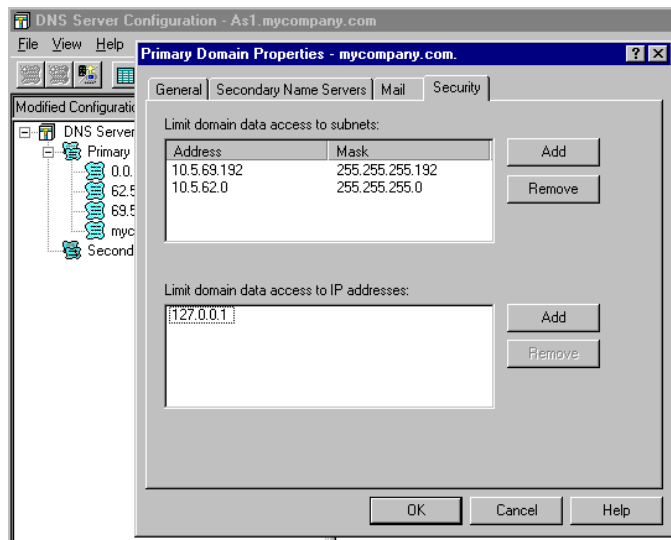 DNS Server Configuration - As1.mycompany.com
File View Help
Primary Domain Properties - mycompany.com.
General Secondary Name Servers Mail Security
Modified Configuratio
DNS Server
Primary
0.0.
62.5
69.5
myc
Second
Limit domain data access to subnets:
Address Mask
10.5.69.192 255.255.255.192
10.5.62.0 255.255.255.0
Add
Remove
Limit domain data access to IP addresses:
127.0.0.1
Add
Remove
OK Cancel Help